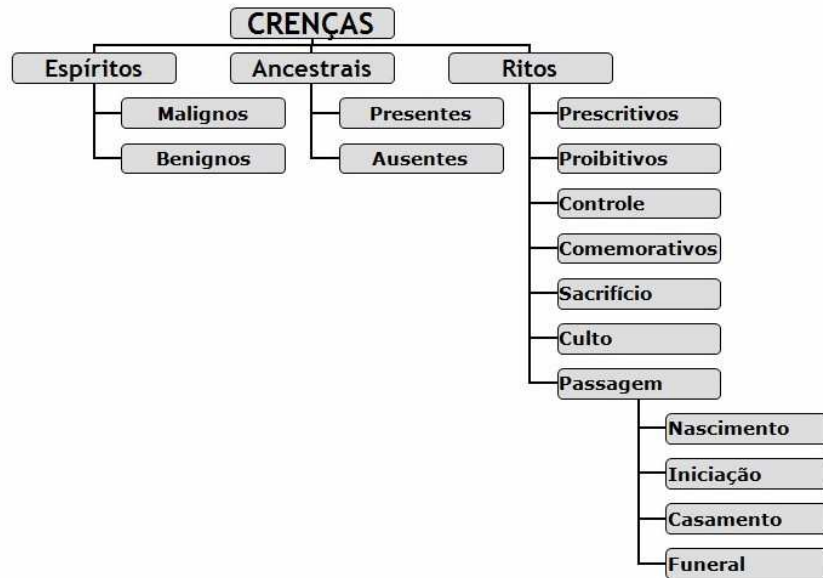 CRENÇAS
Espíritos
Ancestrais
Ritos
Malignos
Presentes
Prescritivos
Benignos
Ausentes
Proibitivos
Controle
Comemorativos
Sacrifício
Culto
Passagem
Nascimento
Iniciação
Casamento
Funeral